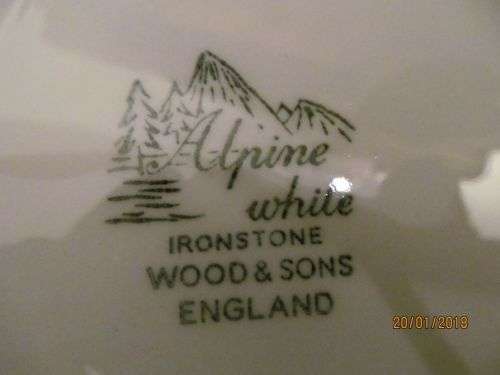 Alpine
white
IRONSTONE
WOOD & SONS
ENGLAND
20/01/2019